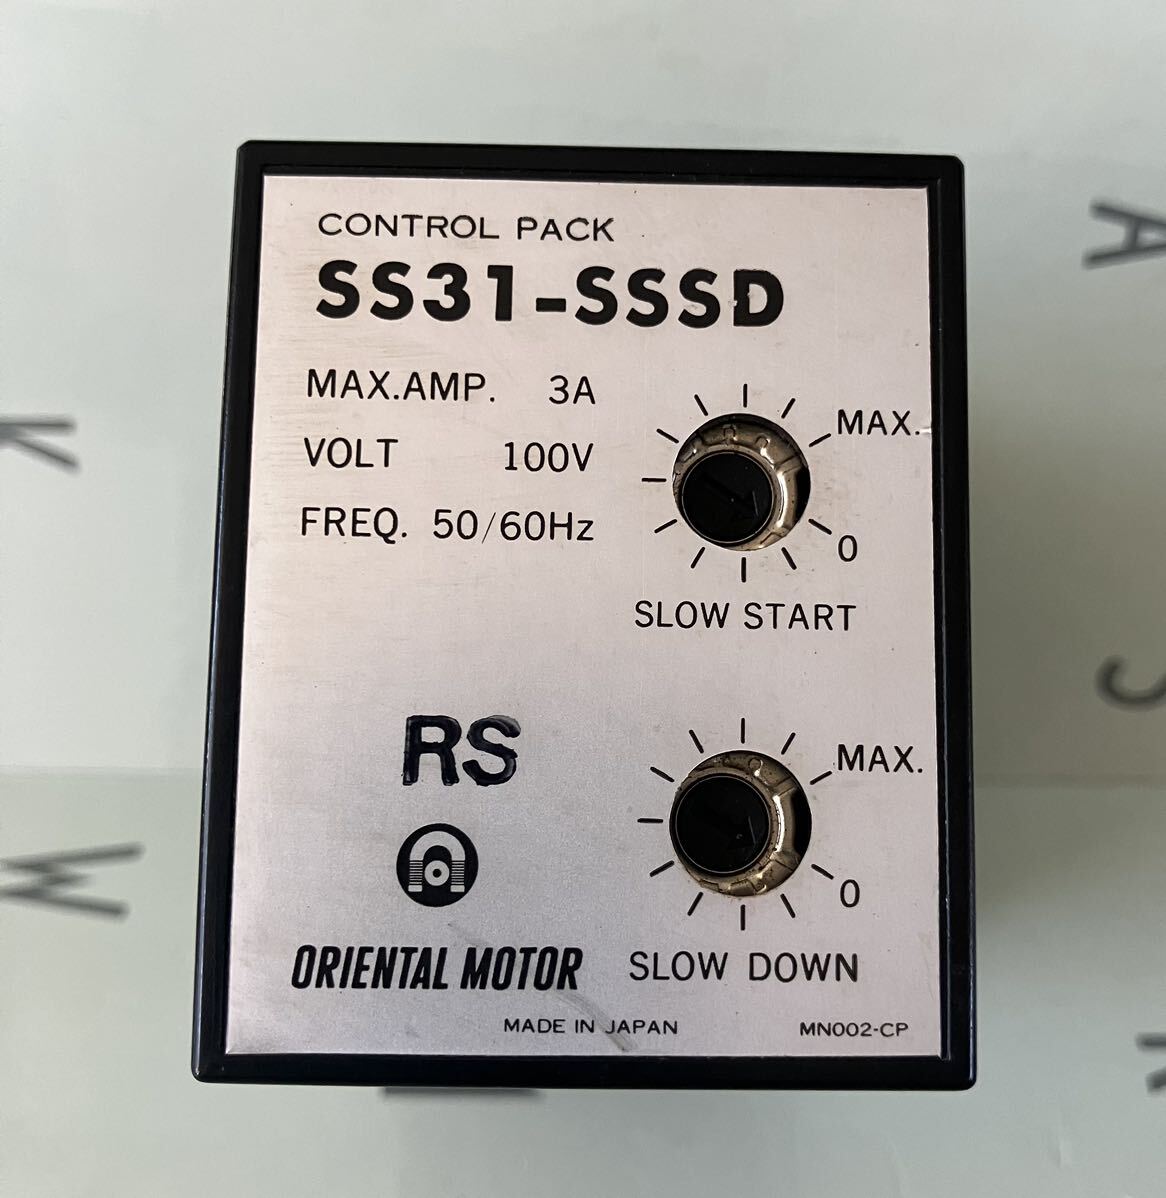 CONTROL PACK
SS31-SSSD
MAX.AMP. 3A
VOLT 100V
FREQ. 50/60Hz
MAX.
0
SLOW START
RS
MAX.
0
SLOW DOWN
ORIENTAL MOTOR
MADE IN JAPAN
MN002-CP
K
A
W